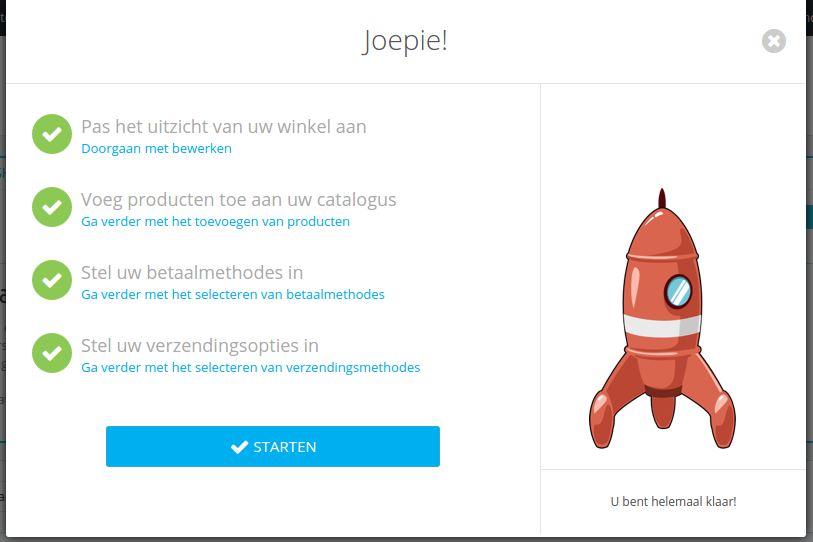 Joepie!
Pas het uitzicht van uw winkel aan
Doorgaan met bewerken
Voeg producten toe aan uw catalogus
Ga verder met het toevoegen van producten
Stel uw betaalmethodes in
Ga verder met het selecteren van betaalmethodes
Stel uw verzendingsopties in
Ga verder met het selecteren van verzendingsmethodes
STARTEN
U bent helemaal klaar!